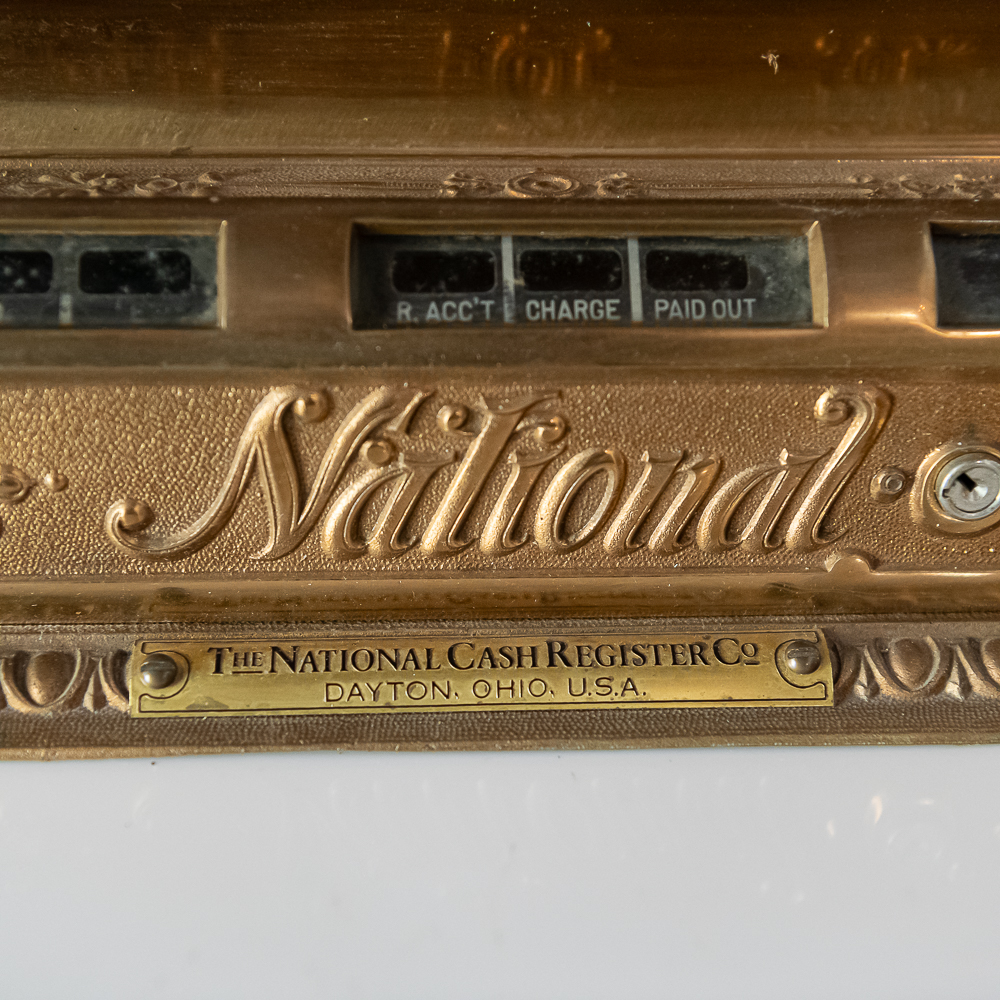 R. ACC'T CHARGE PAID OUT
National
THE NATIONAL CASH REGISTER CO
DAYTON, OHIO, U.S.A.